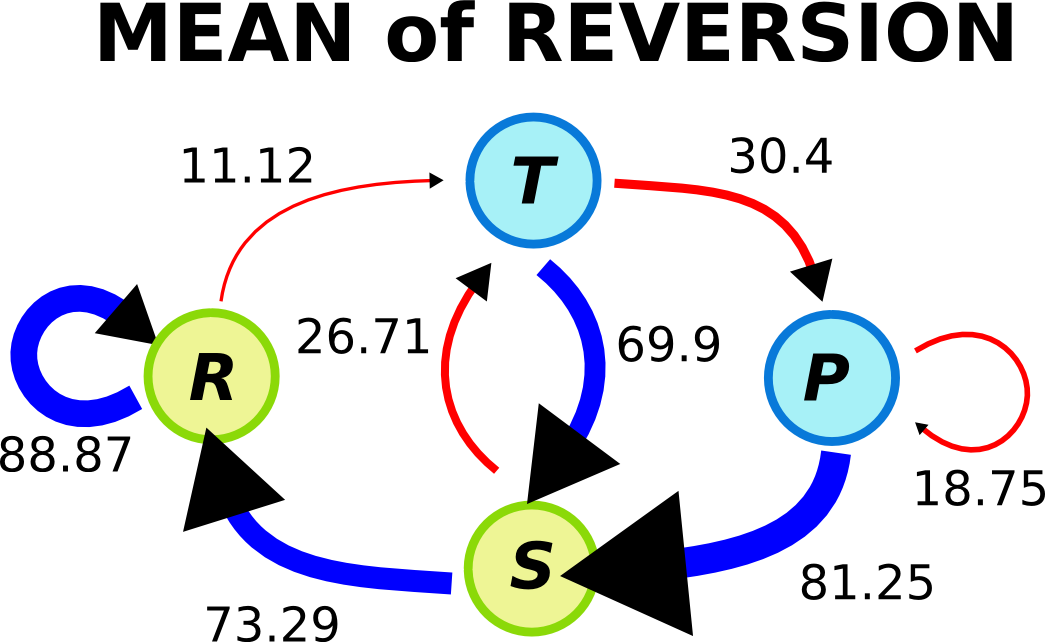 MEAN of REVERSION
11.12
T
30.4
26.71
69.9
R
P
88.87
18.75
S
81.25
73.29